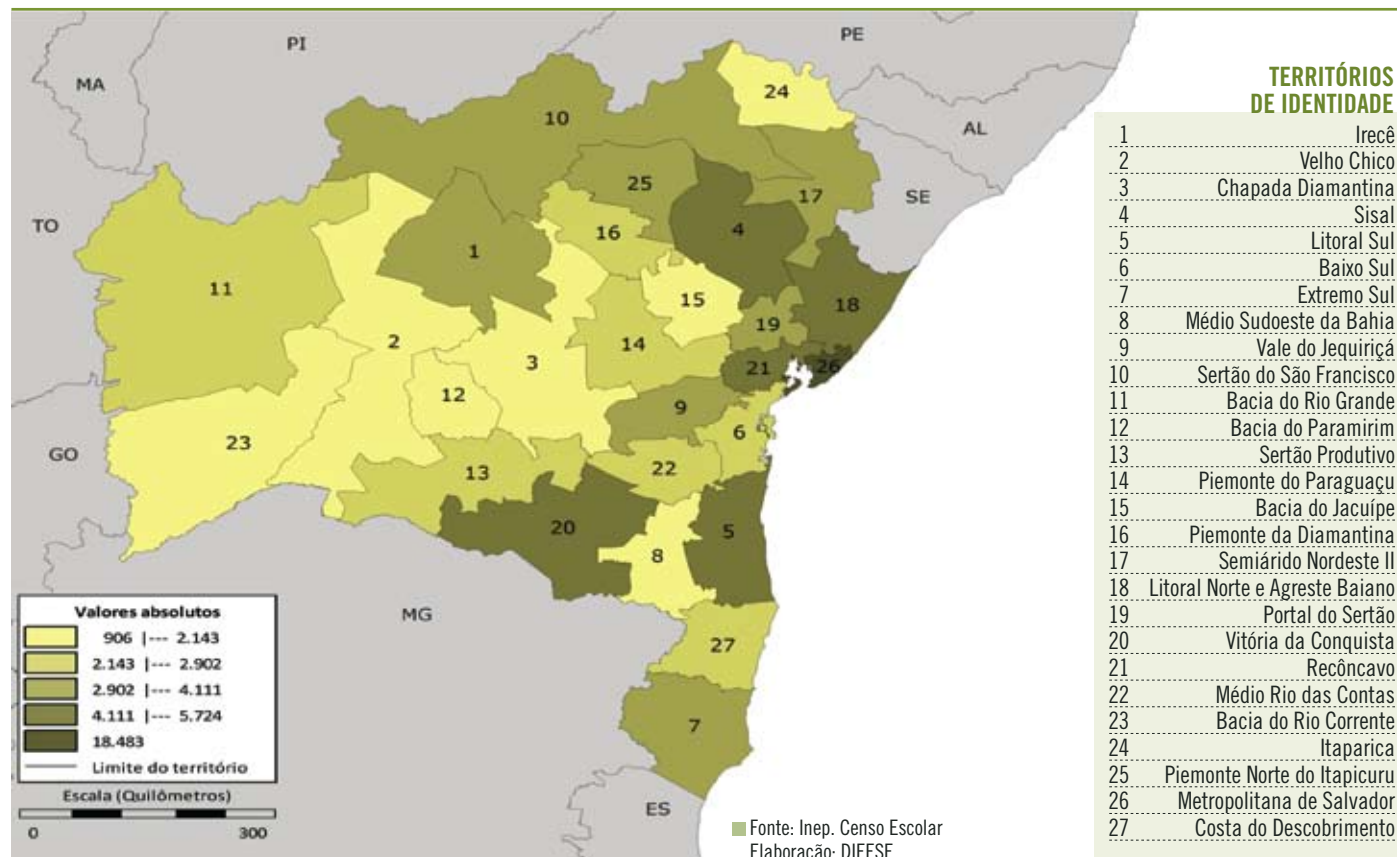 PI
PE
MA
24
AL
10
25
17
SE
TO
16
4
1
11
15
18
2
19
14
3
21
26
12
9
23
6
GO
13
22
20
5
8
MG
27
7
ES
Valores absolutos
906 |--- 2.143
2.143 |--- 2.902
2.902 |--- 4.111
4.111 |--- 5.724
18.483
Limite do território
Escala (Quilômetros)
0 300
Fonte: Inep. Censo Escolar
Elaboração: DIEESE
TERRITÓRIOS
DE IDENTIDADE
1 Irecê
2 Velho Chico
3 Chapada Diamantina
4 Sisal
5 Litoral Sul
6 Baixo Sul
7 Extremo Sul
8 Médio Sudoeste da Bahia
9 Vale do Jequiriçá
10 Sertão do São Francisco
11 Bacia do Rio Grande
12 Bacia do Paramirim
13 Sertão Produtivo
14 Piemonte do Paraguaçu
15 Bacia do Jacuípe
16 Piemonte da Diamantina
17 Semiárido Nordeste II
18 Litoral Norte e Agreste Baiano
19 Portal do Sertão
20 Vitória da Conquista
21 Recôncavo
22 Médio Rio das Contas
23 Bacia do Rio Corrente
24 Itaparica
25 Piemonte Norte do Itapicuru
26 Metropolitana de Salvador
27 Costa do Descobrimento